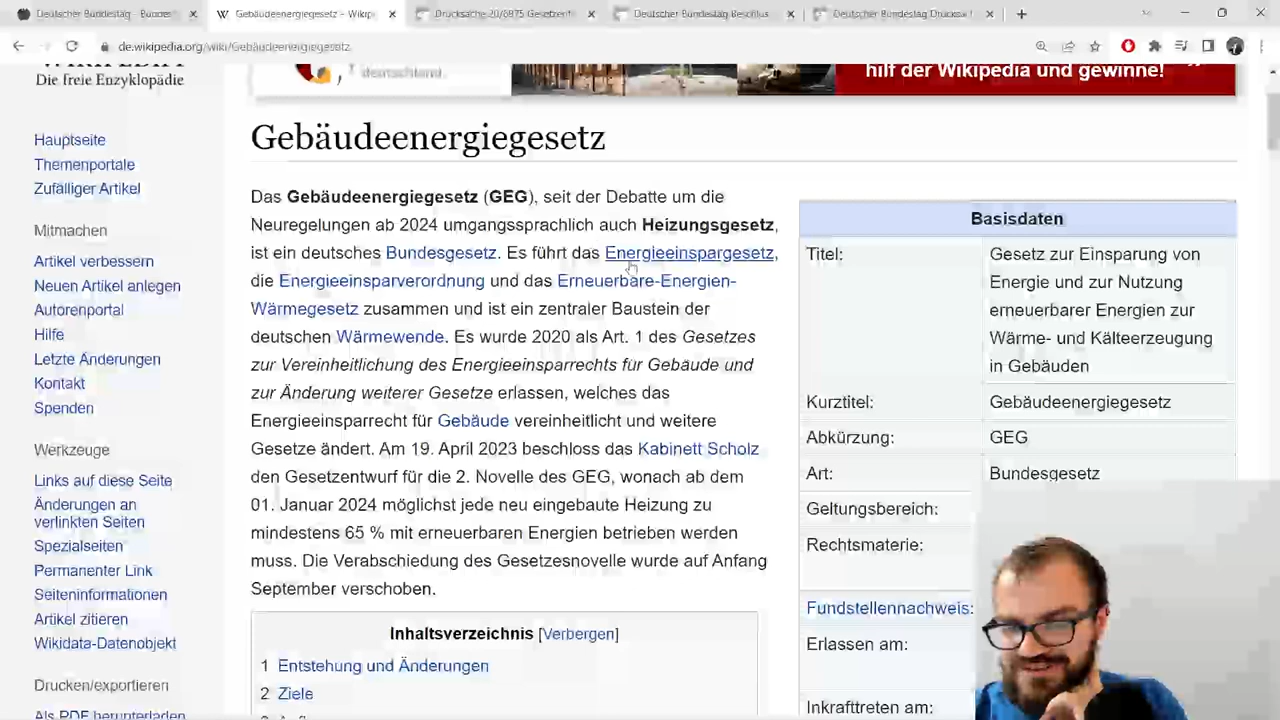 Deutscher Bundestag - Bundes
Gebäudeenergiegesetz – Wikip
Drucksache 20/6875 Gesetzentw
Deutscher Bundestag Beschlus
Deutscher Bundestag Drucks
de.wikipedia.org/wiki/Gebäudeenergiegesetz
Die freie Enzyklopädie
deutschland.
hilf der Wikipedia und gewinne!
Hauptseite
Themenportale
Zufälliger Artikel
Mitmachen
Artikel verbessern
Neuen Artikel anlegen
Autorenportal
Hilfe
Letzte Änderungen
Kontakt
Spenden
Werkzeuge
Links auf diese Seite
Änderungen an
verlinkten Seiten
Spezialseiten
Permanenter Link
Seiteninformationen
Artikel zitieren
Wikidata-Datenobjekt
Drucken/exportieren
Als PDF herunterladen
Gebäudeenergiegesetz
Das Gebäudeenergiegesetz (GEG), seit der Debatte um die
Neuregelungen ab 2024 umgangssprachlich auch Heizungsgesetz,
ist ein deutsches Bundesgesetz. Es führt das Energieeinspargesetz,
die Energieeinsparverordnung und das Erneuerbare-Energien-
Wärmegesetz zusammen und ist ein zentraler Baustein der
deutschen Wärmewende. Es wurde 2020 als Art. 1 des Gesetzes
zur Vereinheitlichung des Energieeinsparrechts für Gebäude und
zur Änderung weiterer Gesetze erlassen, welches das
Energieeinsparrecht für Gebäude vereinheitlicht und weitere
Gesetze ändert. Am 19. April 2023 beschloss das Kabinett Scholz
den Gesetzentwurf für die 2. Novelle des GEG, wonach ab dem
01. Januar 2024 möglichst jede neu eingebaute Heizung zu
mindestens 65 % mit erneuerbaren Energien betrieben werden
muss. Die Verabschiedung des Gesetzesnovelle wurde auf Anfang
September verschoben.
Inhaltsverzeichnis [Verbergen]
1 Entstehung und Änderungen
2 Ziele
Basisdaten
Titel: Gesetz zur Einsparung von
Energie und zur Nutzung
erneuerbarer Energien zur
Wärme- und Kälteerzeugung
in Gebäuden
Kurztitel: Gebäudeenergiegesetz
Abkürzung: GEG
Art: Bundesgesetz
Geltungsbereich:
Rechtsmaterie:
Fundstellennachweis:
Erlassen am:
Inkrafttreten am: